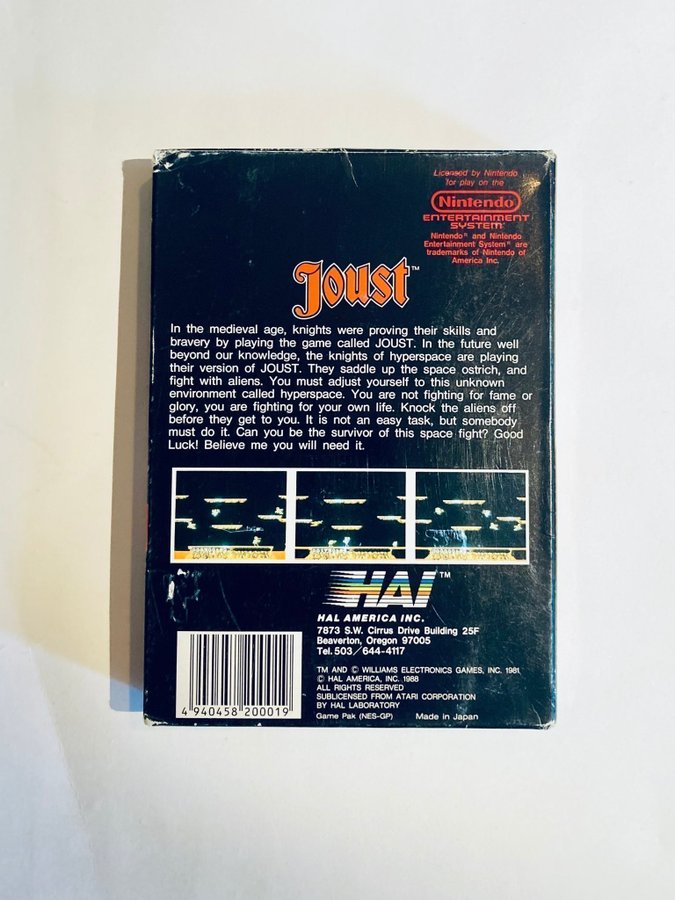 Licensed by Nintendo
for play on the
Nintendo
ENTERTAINMENT
SYSTEM
Nintendo® and Nintendo
Entertainment System® are
trademarks of Nintendo of
America Inc.
Joust™
In the medieval age, knights were proving their skills and
bravery by playing the game called JOUST. In the future well
beyond our knowledge, the knights of hyperspace are playing
their version of JOUST. They saddle up the space ostrich, and
fight with aliens. You must adjust yourself to this unknown
environment called hyperspace. You are not fighting for fame or
glory, you are fighting for your own life. Knock the aliens off
before they get to you. It is not an easy task, but somebody
must do it. Can you be the survivor of this space fight? Good
Luck! Believe me you will need it.
HAL™
HAL AMERICA INC.
7873 S.W. Cirrus Drive Building 25F
Beaverton, Oregon 97005
Tel. 503/644-4117
TM AND © WILLIAMS ELECTRONICS GAMES, INC. 1981,
© HAL AMERICA, INC. 1988
ALL RIGHTS RESERVED
SUBLICENSED FROM ATARI CORPORATION
BY HAL LABORATORY
Game Pak (NES-GP) Made in Japan
4 940458 200019